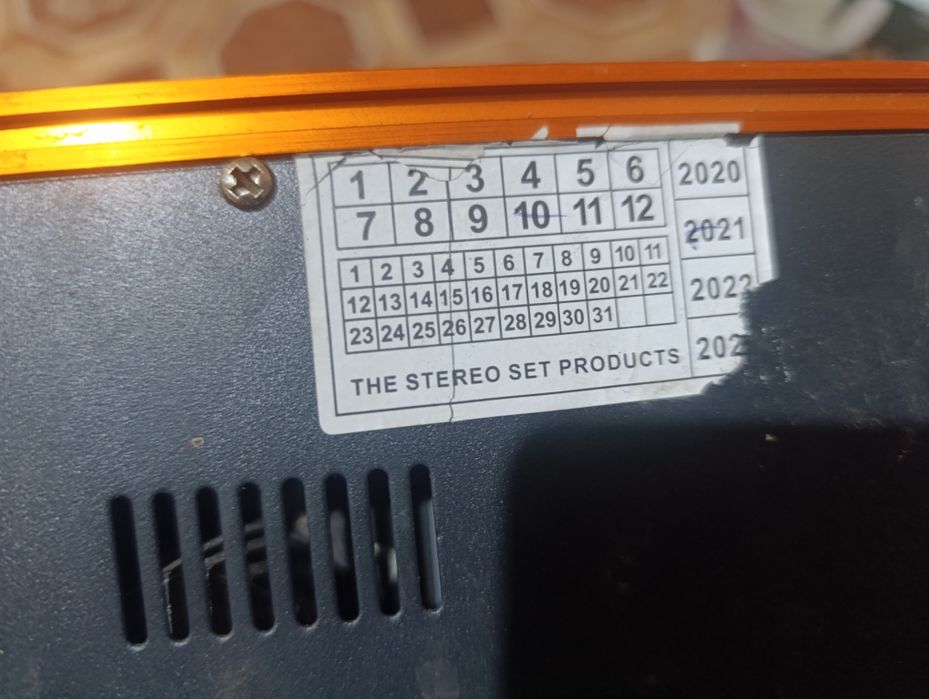 1 2 3 4 5 6 2020
7 8 9 10 11 12 2021
1 2 3 4 5 6 7 8 9 10 11
12 13 14 15 16 17 18 19 20 21 22 2022
23 24 25 26 27 28 29 30 31
THE STEREO SET PRODUCTS 202